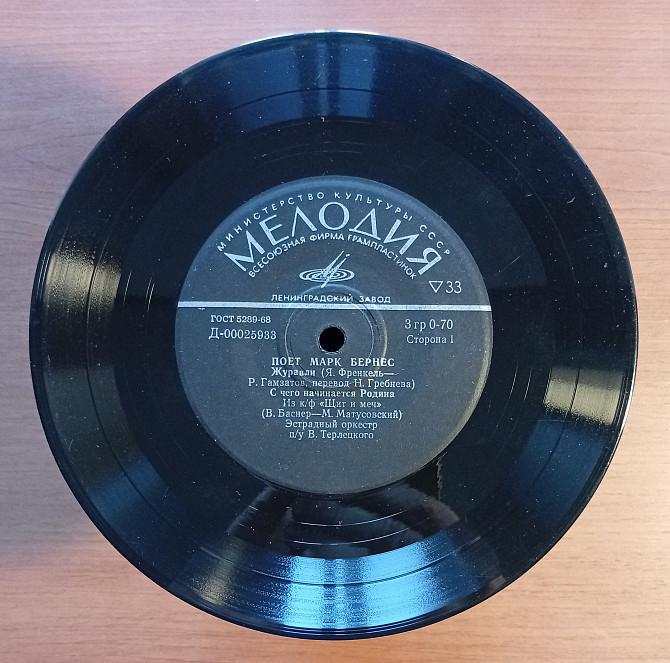 МИНИСТЕРСТВО КУЛЬТУРЫ СССР
МЕЛОДИЯ
ВСЕСОЮЗНАЯ ФИРМА ГРАМПЛАСТИНОК
▽33
ЛЕНИНГРАДСКИЙ ЗАВОД
ГОСТ 5289-68
Д-00025933
3 гр 0-70
Сторона 1
ПОЕТ МАРК БЕРНЕС
Журавли (Я. Френкель—
Р. Гамзатов, перевод Н. Гребнева)
С чего начинается Родина
Из к/ф «Щит и меч»
(В. Баснер—М. Матусовский)
Эстрадный оркестр
п/у В. Терлецкого